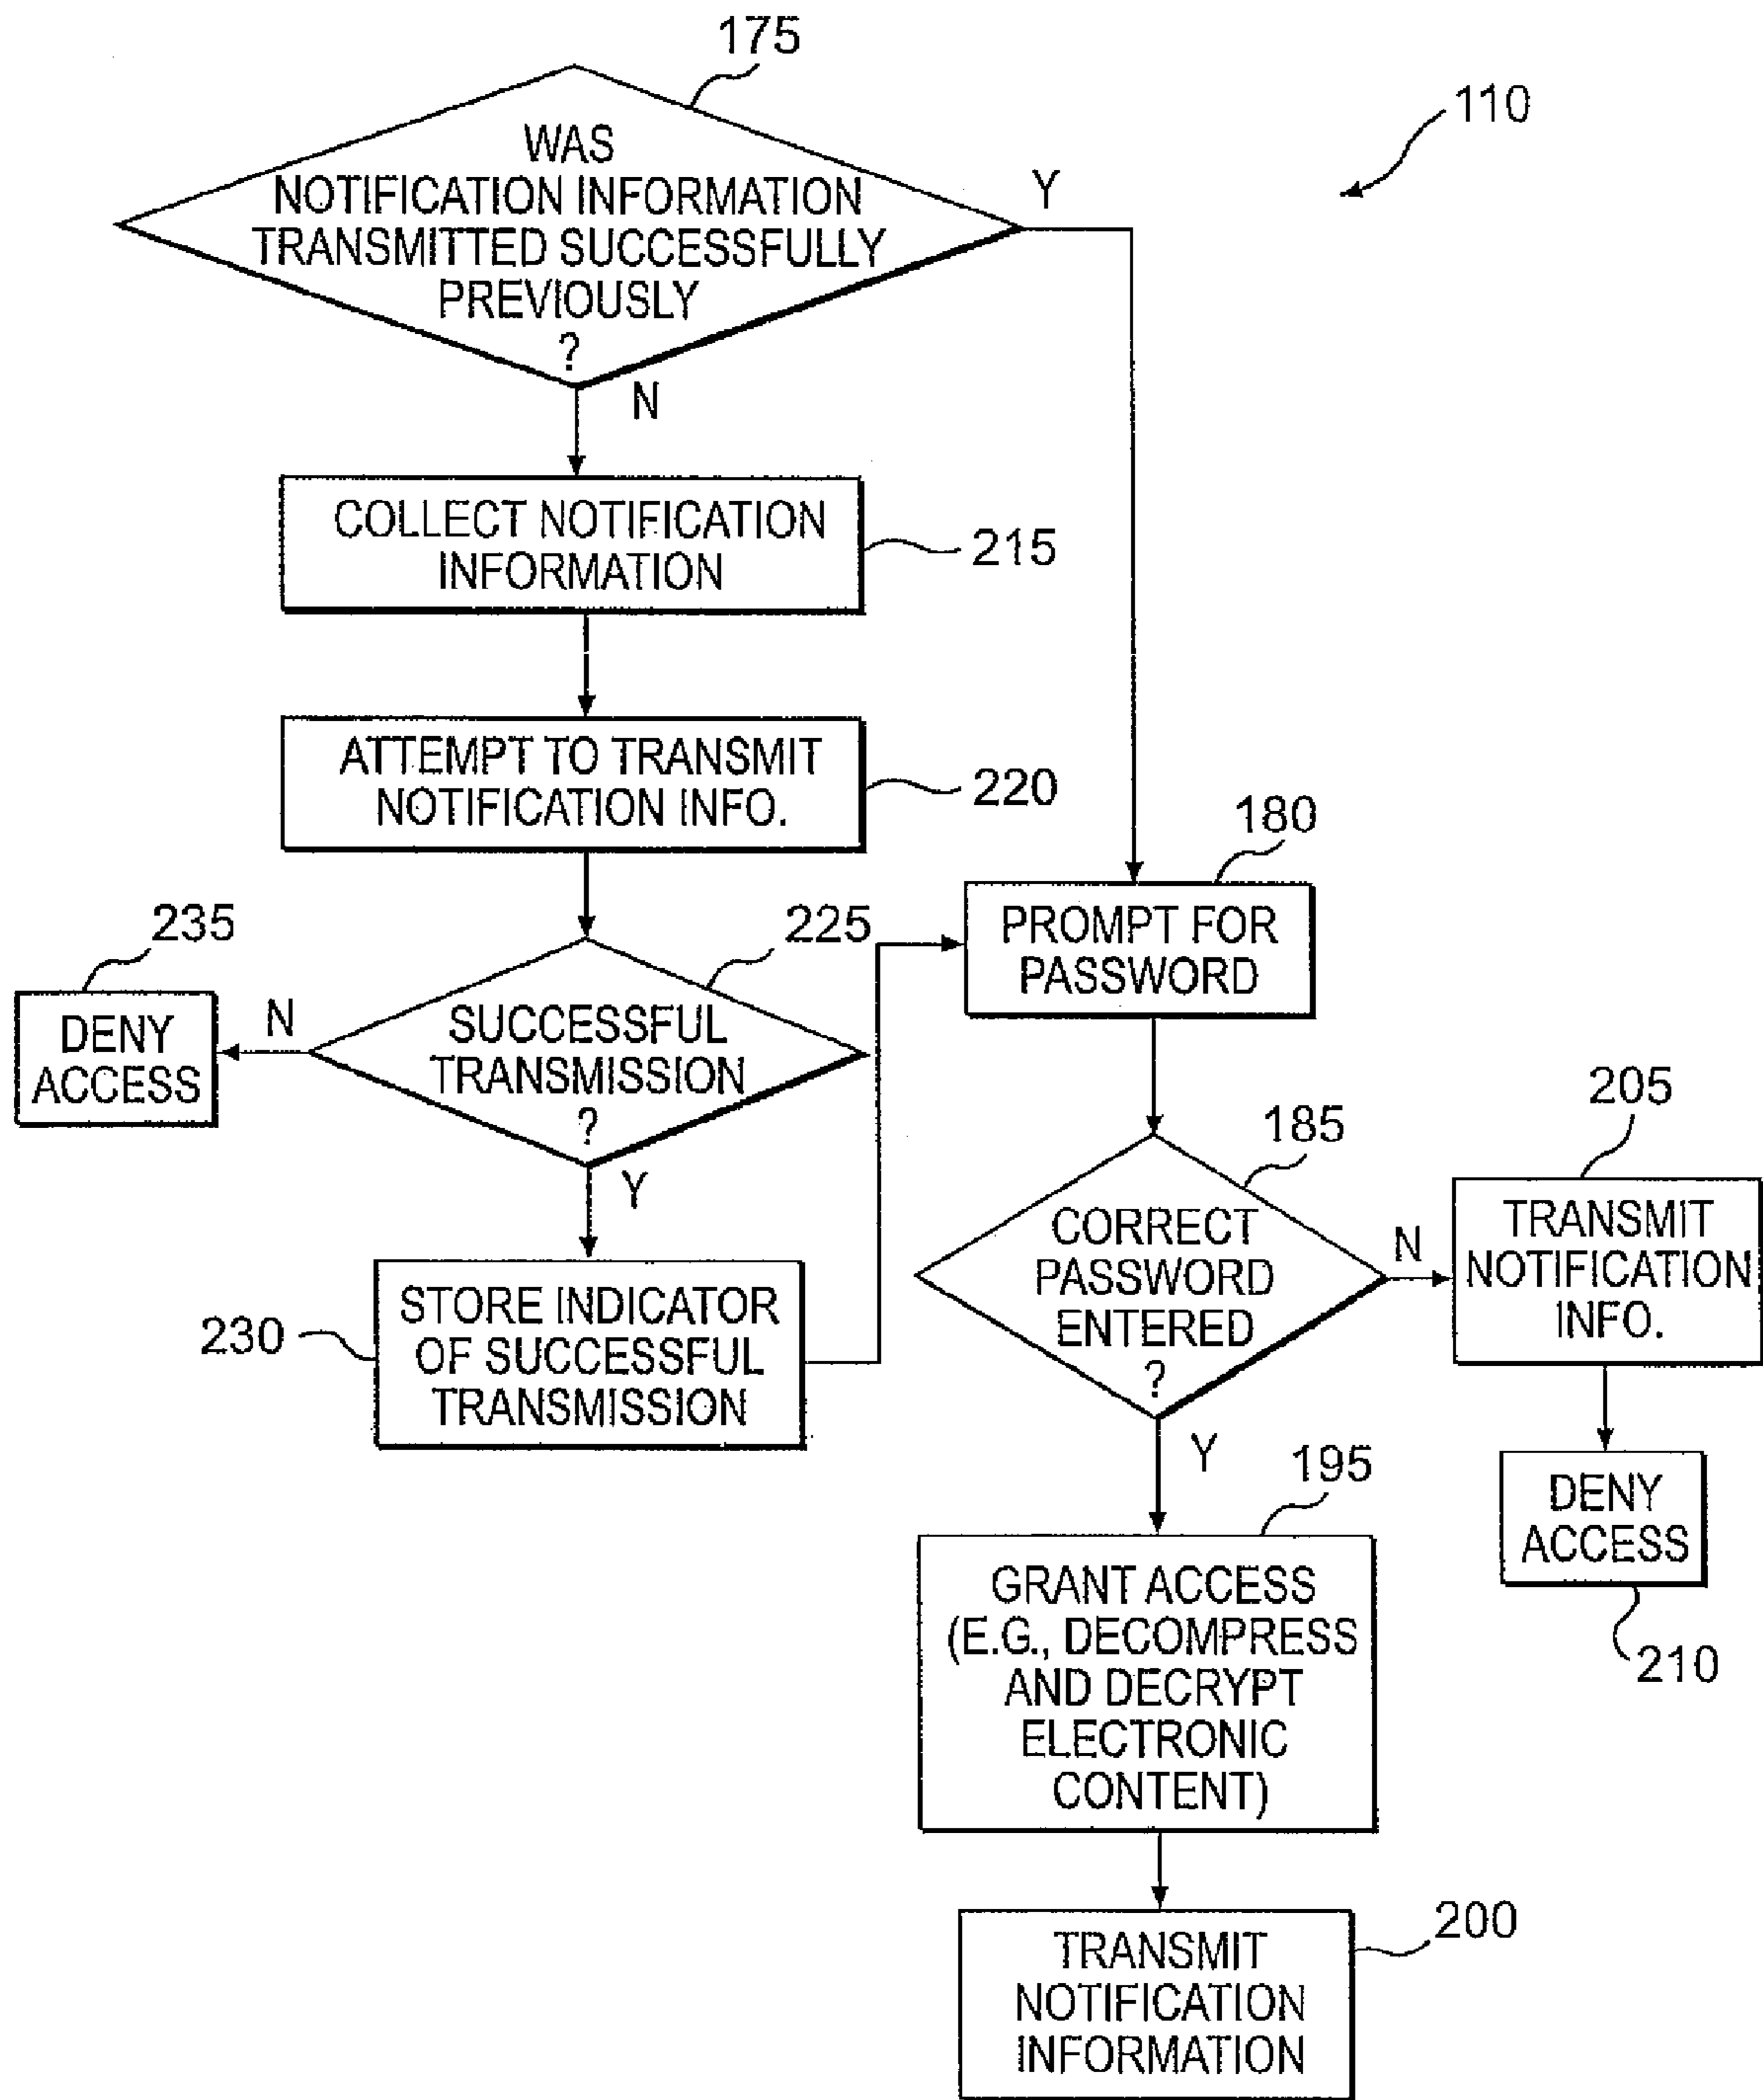 175
110
WAS
NOTIFICATION INFORMATION
TRANSMITTED SUCCESSFULLY
PREVIOUSLY
?
Y
N
COLLECT NOTIFICATION
INFORMATION
215
ATTEMPT TO TRANSMIT
NOTIFICATION INFO.
220
180
PROMPT FOR
PASSWORD
235
DENY
ACCESS
N
225
SUCCESSFUL
TRANSMISSION
?
Y
230
STORE INDICATOR
OF SUCCESSFUL
TRANSMISSION
185
CORRECT
PASSWORD
ENTERED
?
N
205
TRANSMIT
NOTIFICATION
INFO.
Y
DENY
ACCESS
210
195
GRANT ACCESS
(E.G., DECOMPRESS
AND DECRYPT
ELECTRONIC
CONTENT)
200
TRANSMIT
NOTIFICATION
INFORMATION